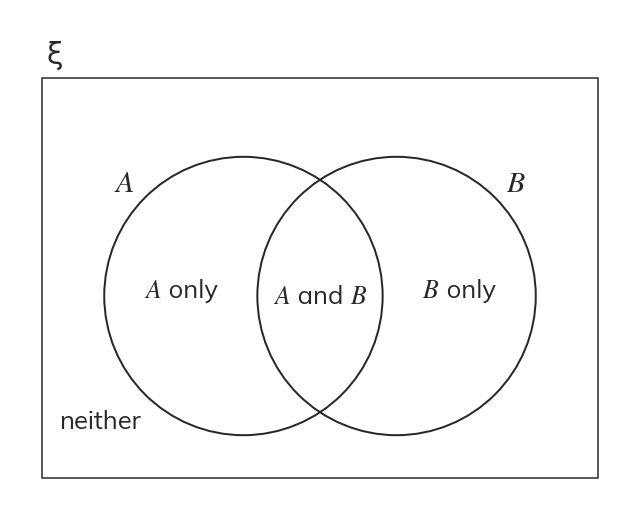 ξ
A
B
A only
A and B
B only
neither